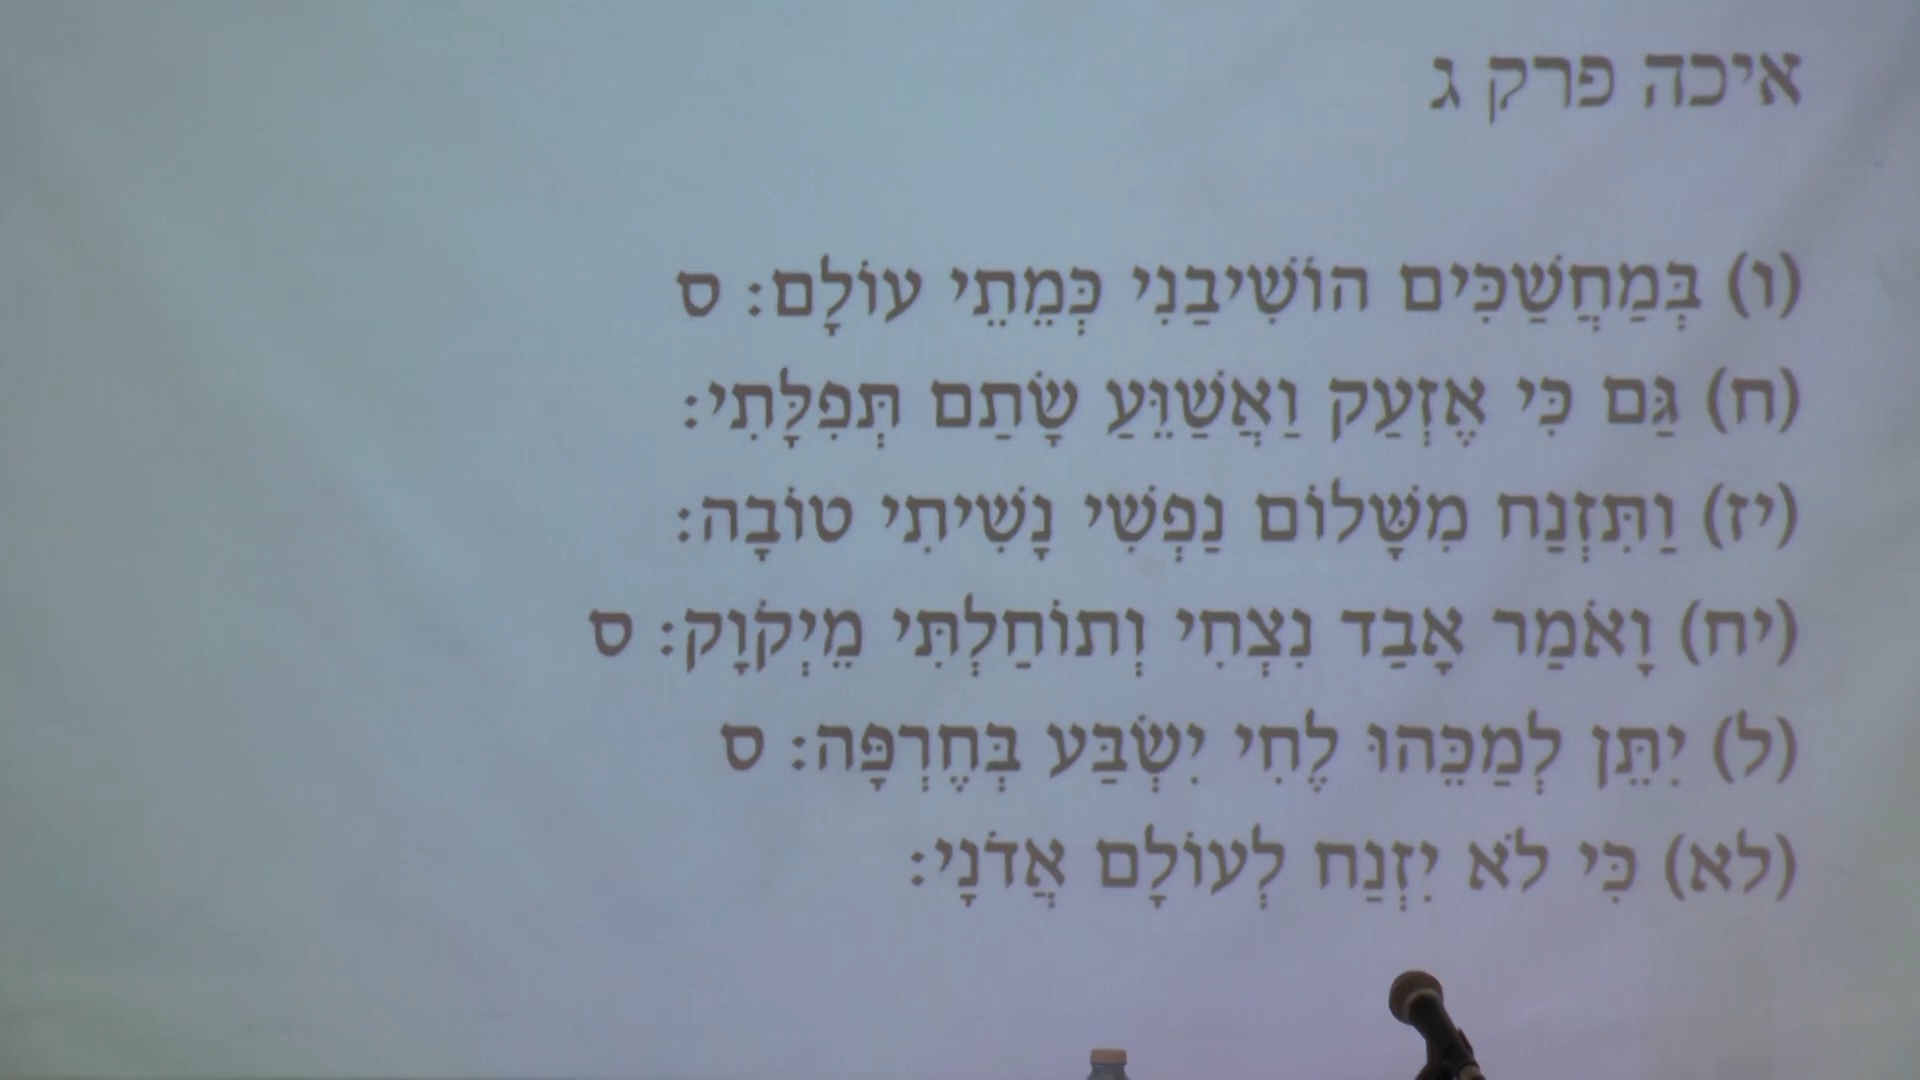 איכה פרק ג
(ו) בְּמַחֲשַׁכִּים הוֹשִׁיבַנִי כְּמֵתֵי עוֹלָם: ס
(ח) גַּם כִּי אֶזְעַק וַאֲשַׁוֵּעַ שָׂתַם תְּפִלָּתִי:
(יז) וַתִּזְנַח מִשָּׁלוֹם נַפְשִׁי נָשִׁיתִי טוֹבָה:
(יח) וָאֹמַר אָבַד נִצְחִי וְתוֹחַלְתִּי מֵיְקֹוָק: ס
(ל) יִתֵּן לְמַכֵּהוּ לֶחִי יִשְׂבַּע בְּחֶרְפָּה: ס
(לא) כִּי לֹא יִזְנַח לְעוֹלָם אֲדֹנָי: